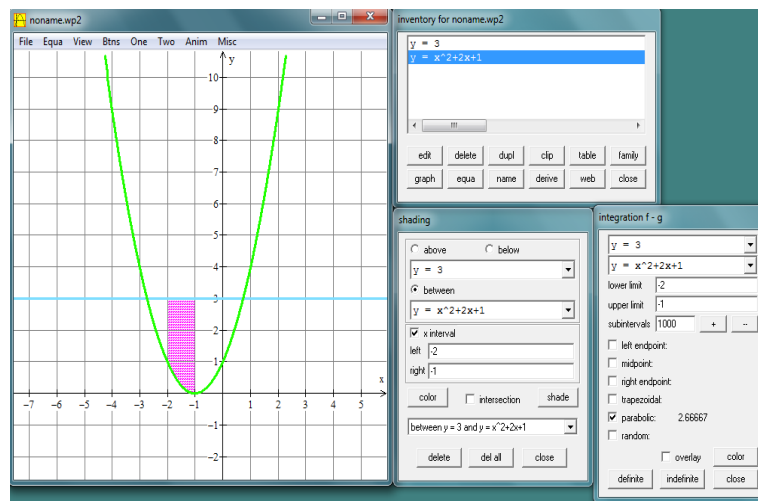 noname.wp2
File Equa View Btns One Two Anim Misc
y
10
9
8
7
6
5
4
3
2
1
x
-7 -6 -5 -4 -3 -2 -1 1 2 3 4 5
-1
-2
inventory for noname.wp2
y = 3
y = x^2+2x+1
edit delete dupl clip table family
graph equa name derive web close
shading
above below
y = 3
between
y = x^2+2x+1
x interval
left -2
right -1
color intersection shade
between y = 3 and y = x^2+2x+1
delete del all close
integration f - g
y = 3
y = x^2+2x+1
lower limit -2
upper limit -1
subintervals 1000 + --
left endpoint:
midpoint:
right endpoint:
trapezoidal:
parabolic: 2.66667
random:
overlay color
definite indefinite close